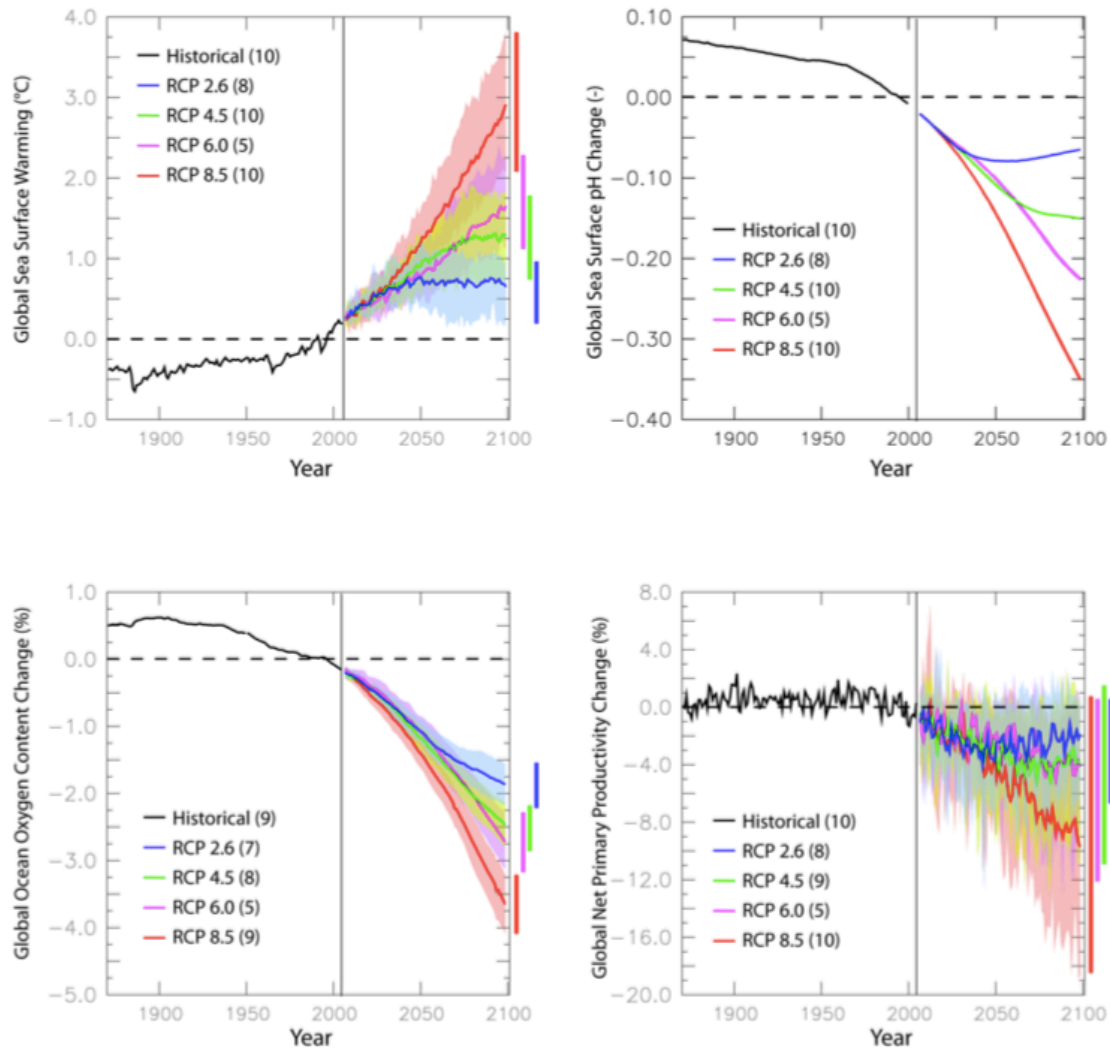 Global Sea Surface Warming (°C)
4.0
3.0
2.0
1.0
0.0
−1.0
Historical (10)
RCP 2.6 (8)
RCP 4.5 (10)
RCP 6.0 (5)
RCP 8.5 (10)
1900 1950 2000 2050 2100
Year
Global Sea Surface pH Change (-)
0.10
0.00
−0.10
−0.20
−0.30
−0.40
Historical (10)
RCP 2.6 (8)
RCP 4.5 (10)
RCP 6.0 (5)
RCP 8.5 (10)
1900 1950 2000 2050 2100
Year
Global Ocean Oxygen Content Change (%)
1.0
0.0
−1.0
−2.0
−3.0
−4.0
−5.0
Historical (9)
RCP 2.6 (7)
RCP 4.5 (8)
RCP 6.0 (5)
RCP 8.5 (9)
1900 1950 2000 2050 2100
Year
Global Net Primary Productivity Change (%)
8.0
4.0
0.0
−4.0
−8.0
−12.0
−16.0
−20.0
Historical (10)
RCP 2.6 (8)
RCP 4.5 (9)
RCP 6.0 (5)
RCP 8.5 (10)
1900 1950 2000 2050 2100
Year